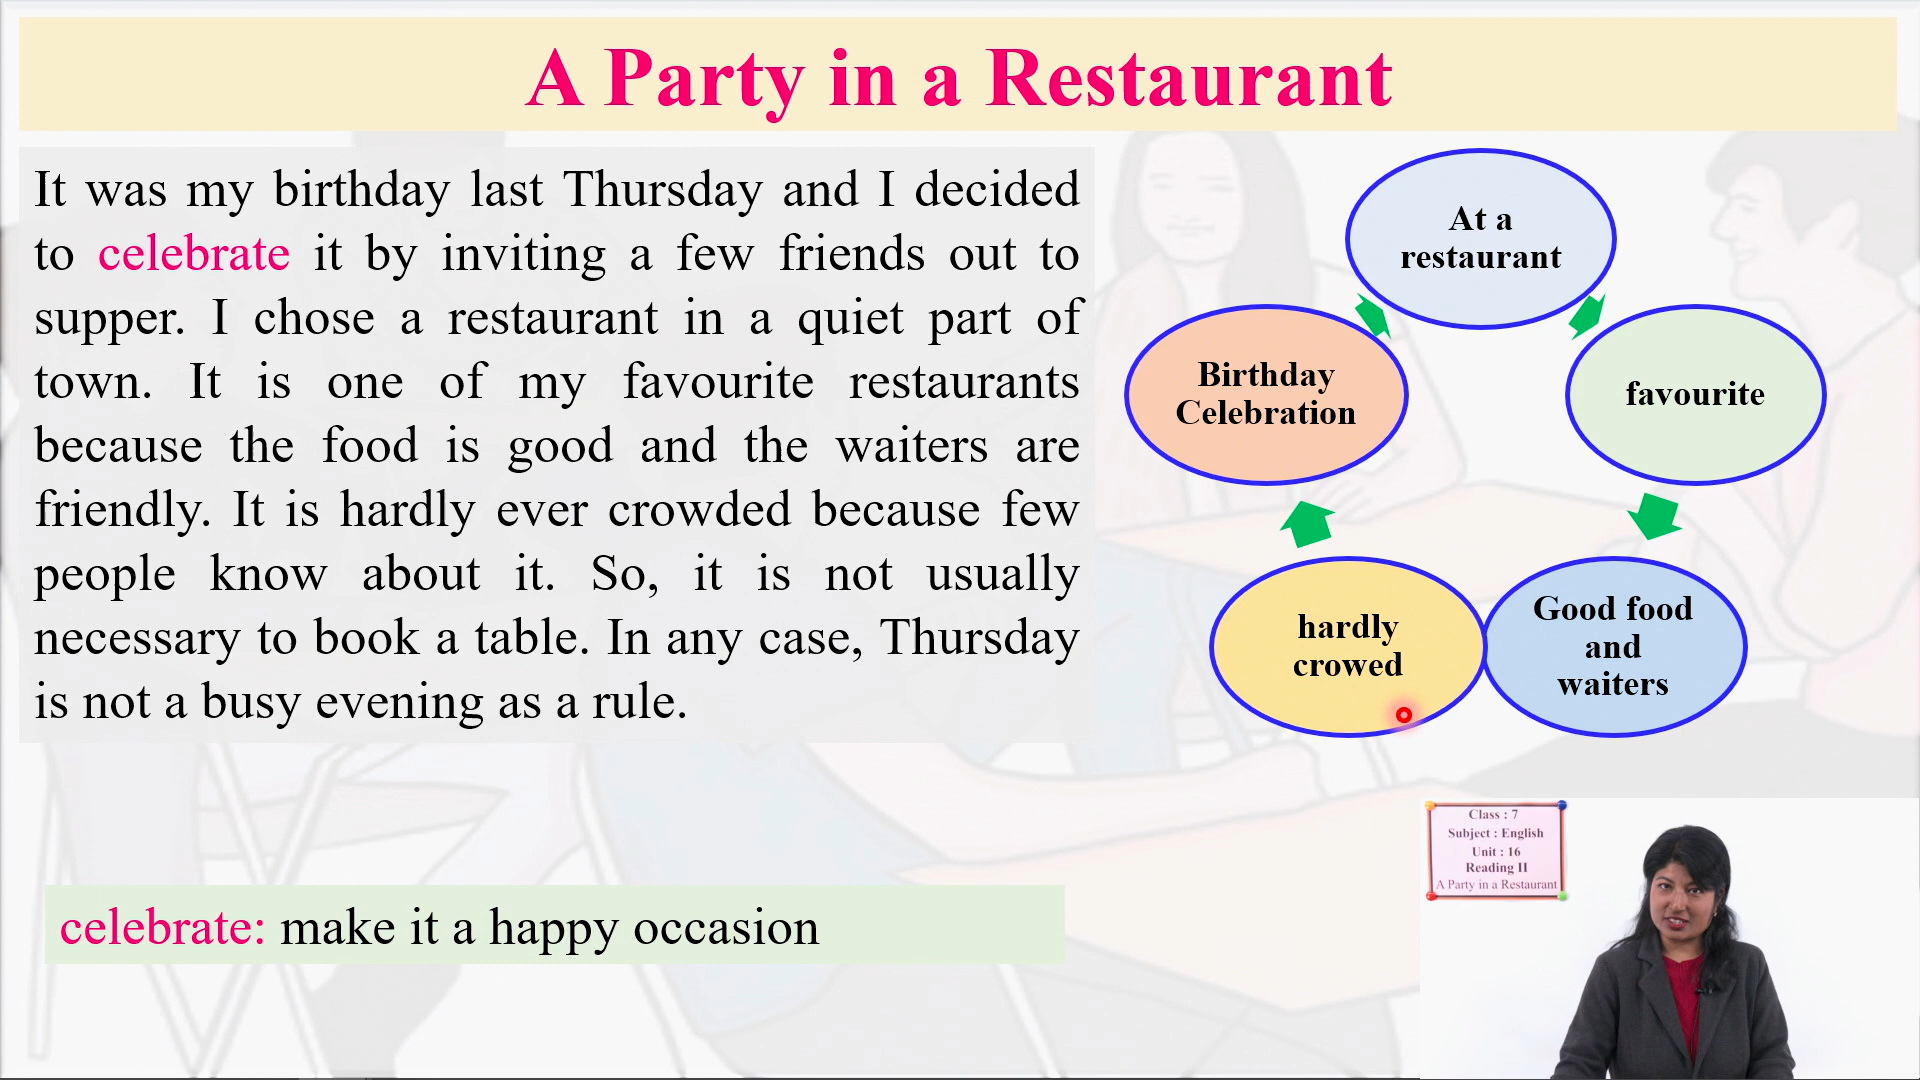 A Party in a Restaurant
It was my birthday last Thursday and I decided
to celebrate it by inviting a few friends out to
supper. I chose a restaurant in a quiet part of
town. It is one of my favourite restaurants
because the food is good and the waiters are
friendly. It is hardly ever crowded because few
people know about it. So, it is not usually
necessary to book a table. In any case, Thursday
is not a busy evening as a rule.
At a
restaurant
Birthday
Celebration
favourite
hardly
crowed
Good food
and
waiters
celebrate: make it a happy occasion
Class : 7
Subject : English
Unit : 16
Reading II
A Party in a Restaurant